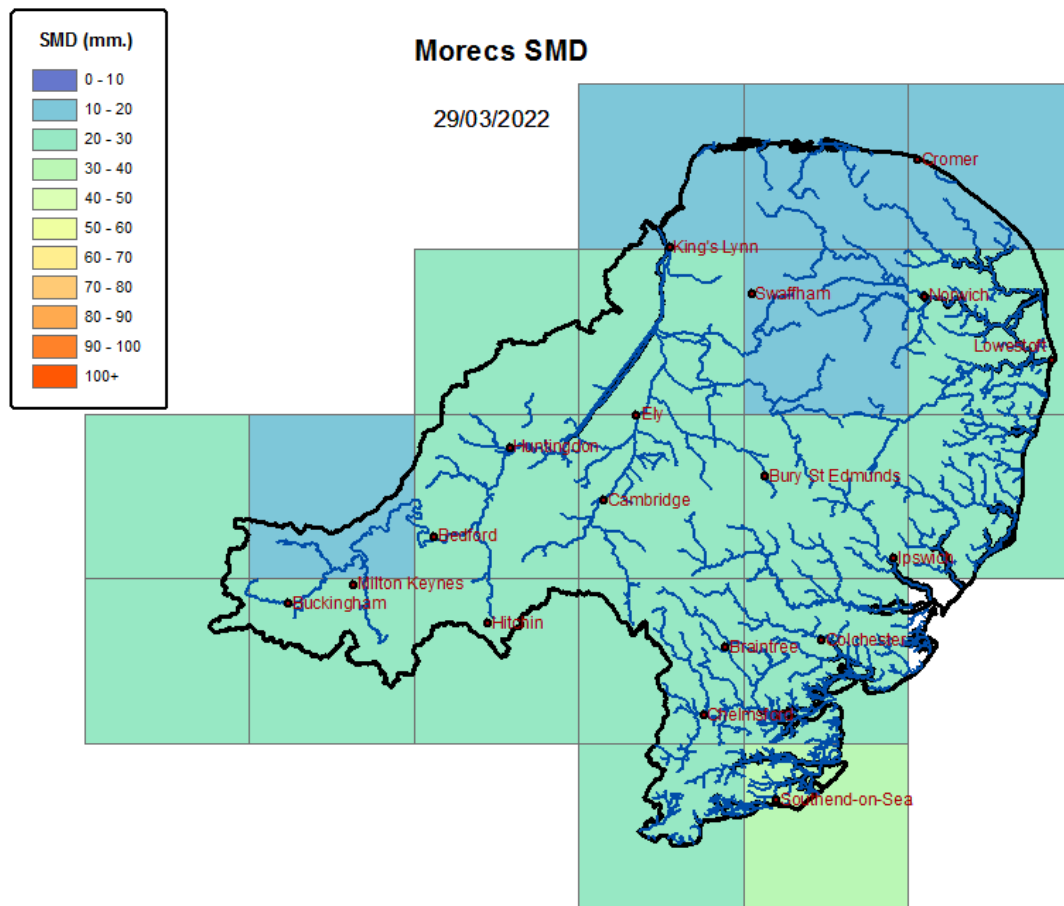 SMD (mm.)
0 - 10
10 - 20
20 - 30
30 - 40
40 - 50
50 - 60
60 - 70
70 - 80
80 - 90
90 - 100
100+
Morecs SMD
29/03/2022
Cromer
King's Lynn
Swaffham
Norwich
Lowestoft
Ely
Huntingdon
Bury St Edmunds
Cambridge
Bedford
Ipswich
Milton Keynes
Buckingham
Hitchin
Colchester
Braintree
Chelmsford
Southend-on-Sea